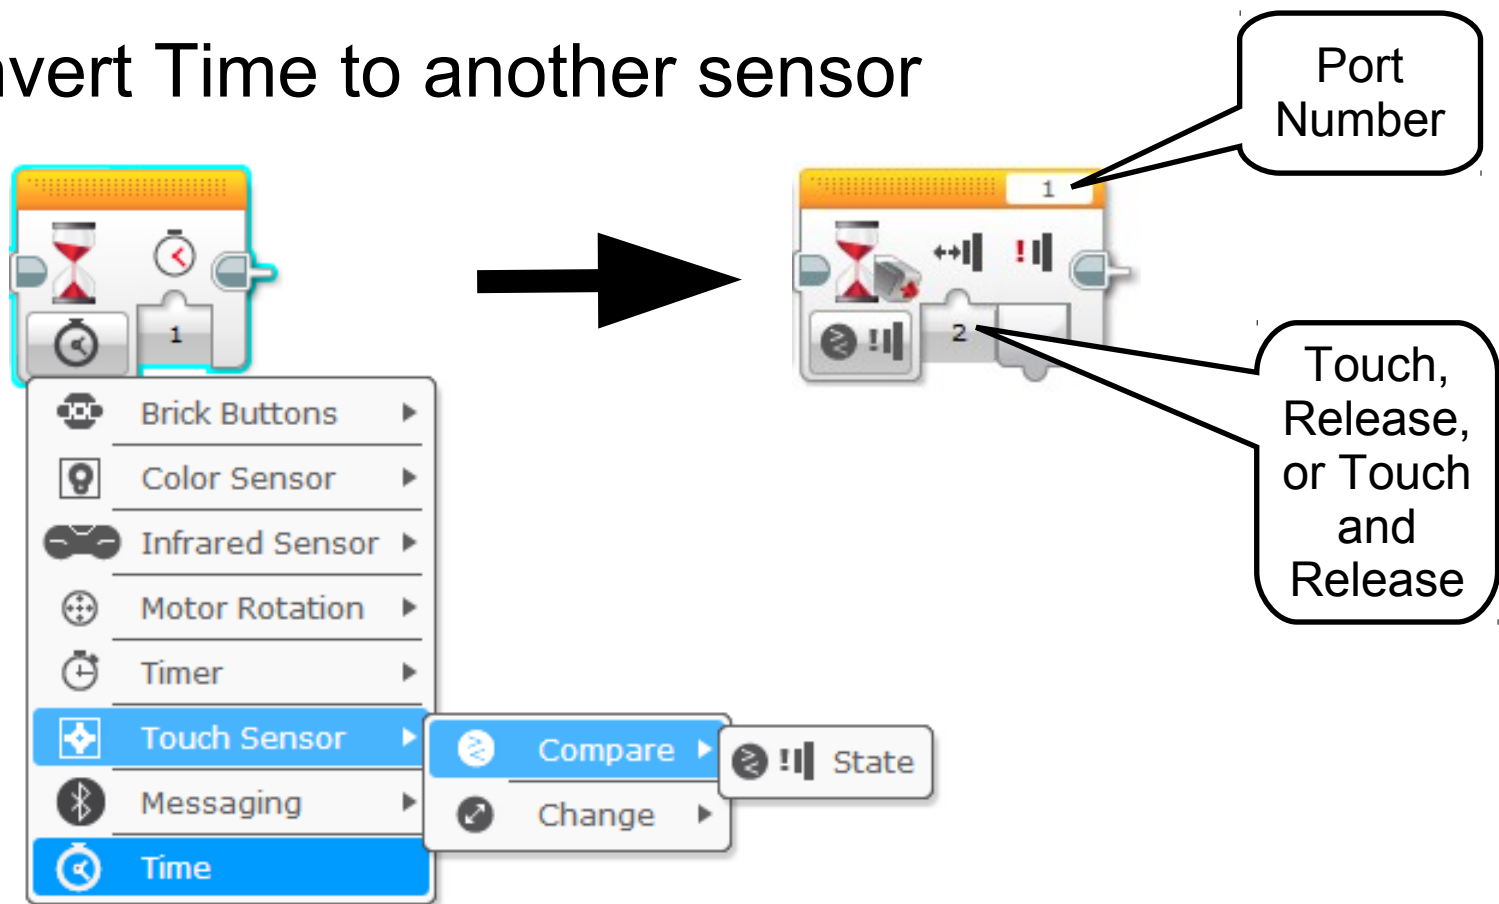 nvert Time to another sensor
Port
Number
1
1
2
Touch,
Release,
or Touch
and
Release
Brick Buttons
Color Sensor
Infrared Sensor
Motor Rotation
Timer
Touch Sensor
Compare
State
Messaging
Change
Time